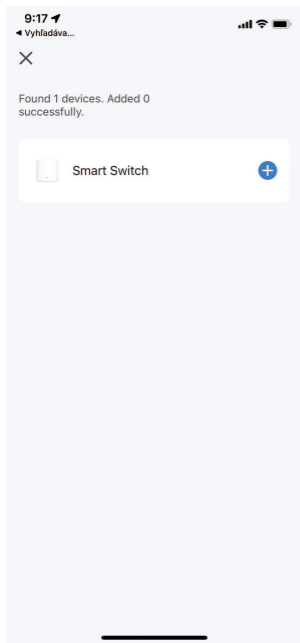 9:17
◀ Vyhľadáva...
Found 1 devices. Added 0
successfully.
Smart Switch